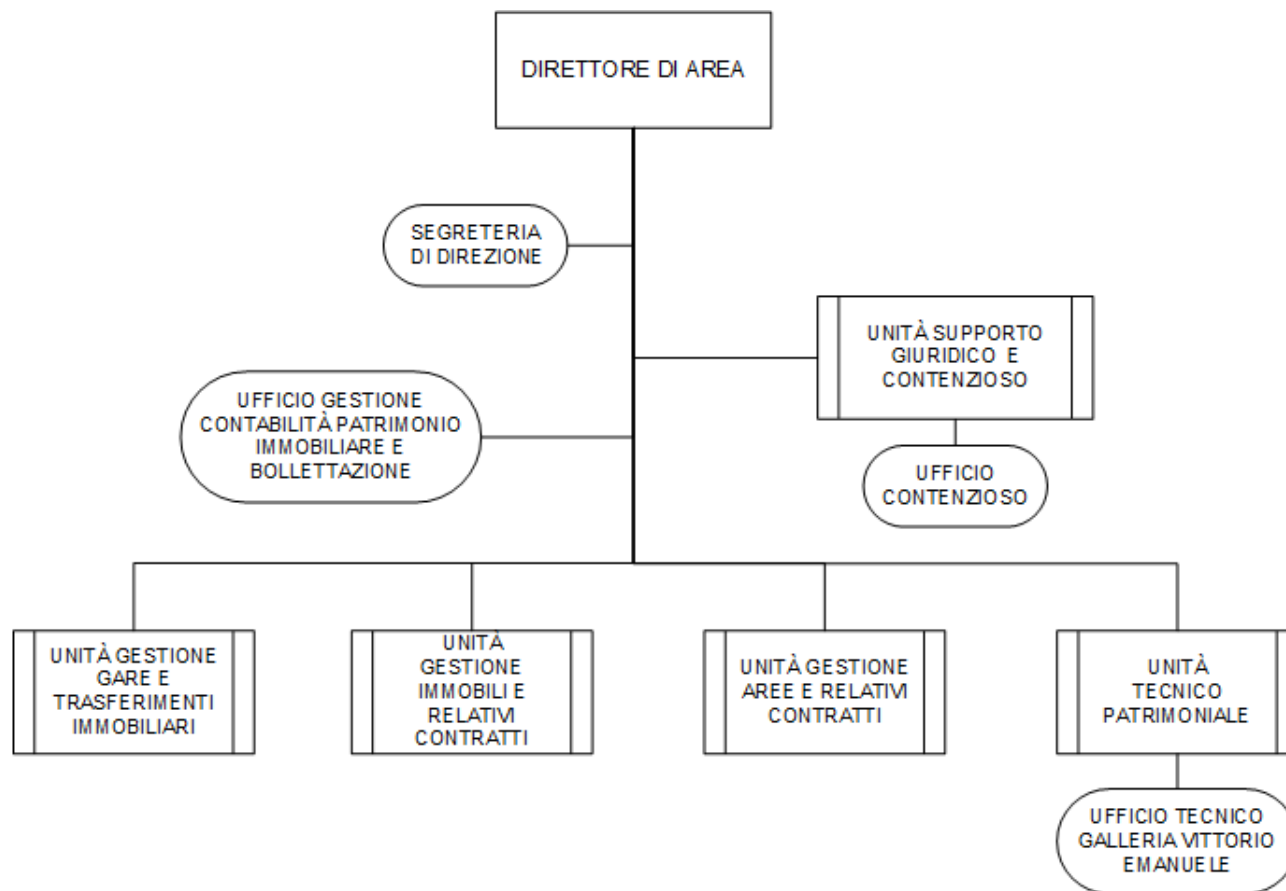 DIRETTORE DI AREA
SEGRETERIA
DI DIREZIONE
UNITÀ SUPPORTO
GIURIDICO E
CONTENZIOSO
UFFICIO GESTIONE
CONTABILITÀ PATRIMONIO
IMMOBILIARE E
BOLLETTAZIONE
UFFICIO
CONTENZIOSO
UNITÀ GESTIONE
GARE E
TRASFERIMENTI
IMMOBILIARI
UNITÀ
GESTIONE
IMMOBILI E
RELATIVI
CONTRATTI
UNITÀ GESTIONE
AREE E RELATIVI
CONTRATTI
UNITÀ
TECNICO
PATRIMONIALE
UFFICIO TECNICO
GALLERIA VITTORIO
EMANUELE